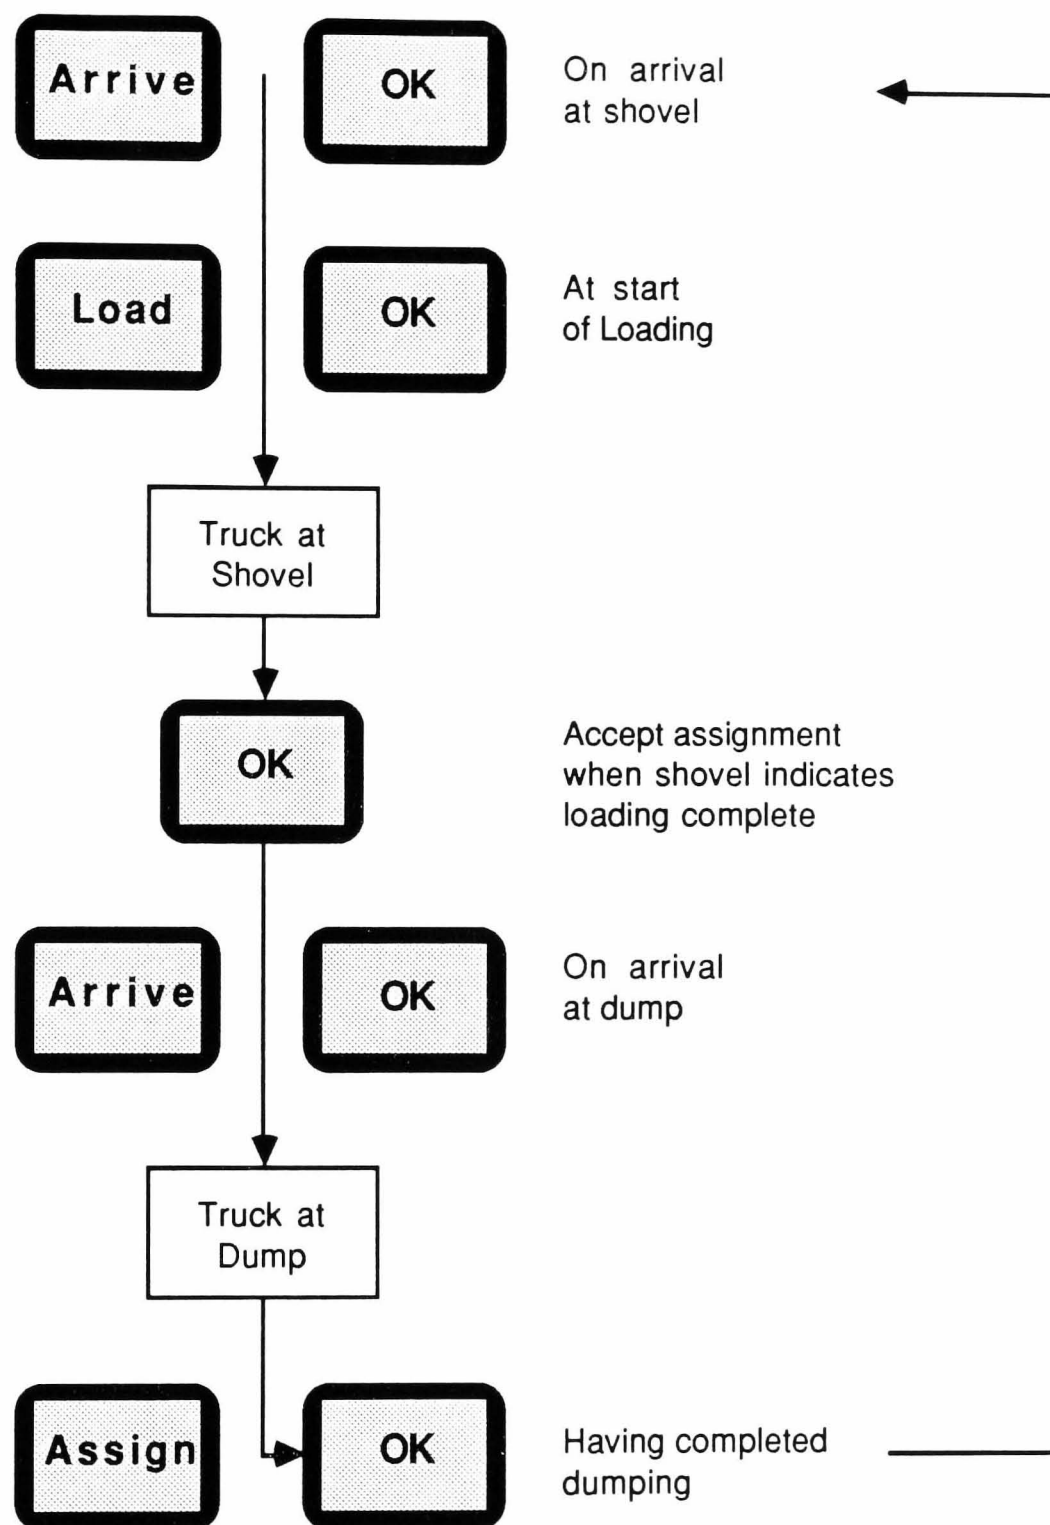 Arrive
OK
On arrival
at shovel
Load
OK
At start
of Loading
Truck at
Shovel
OK
Accept assignment
when shovel indicates
loading complete
Arrive
OK
On arrival
at dump
Truck at
Dump
Assign
OK
Having completed
dumping